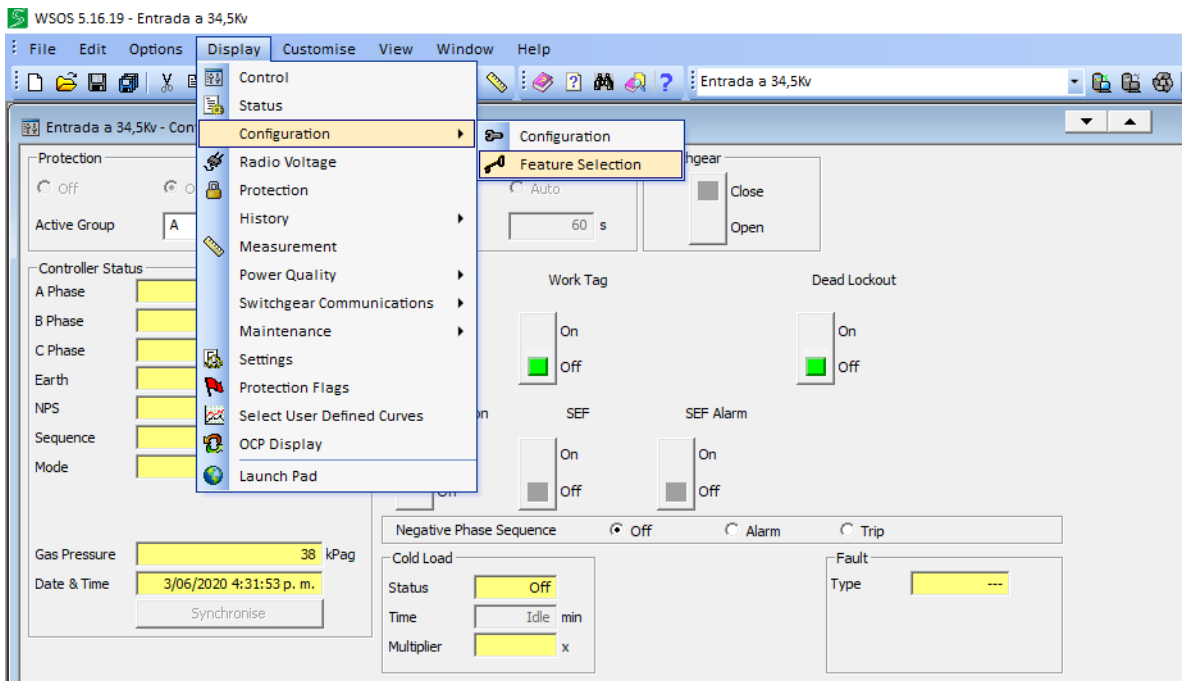 WSOS 5.16.19 - Entrada a 34,5Kv
File Edit Options Display Customise View Window Help
Entrada a 34,5Kv
Entrada a 34,5Kv - Con
Control
Status
Configuration
Radio Voltage
Protection
History
Measurement
Power Quality
Switchgear Communications
Maintenance
Settings
Protection Flags
Select User Defined Curves
OCP Display
Launch Pad
Configuration
Feature Selection
Protection
Off
Auto
Active Group A
60 s
Close
Open
Controller Status
A Phase
B Phase
C Phase
Earth
NPS
Sequence
Mode
Work Tag
On
Off
Dead Lockout
On
Off
SEF
On
Off
SEF Alarm
On
Off
Negative Phase Sequence Off Alarm Trip
Gas Pressure 38 kPag
Date & Time 3/06/2020 4:31:53 p. m.
Synchronise
Cold Load
Status Off
Time Idle min
Multiplier x
Fault
Type ---